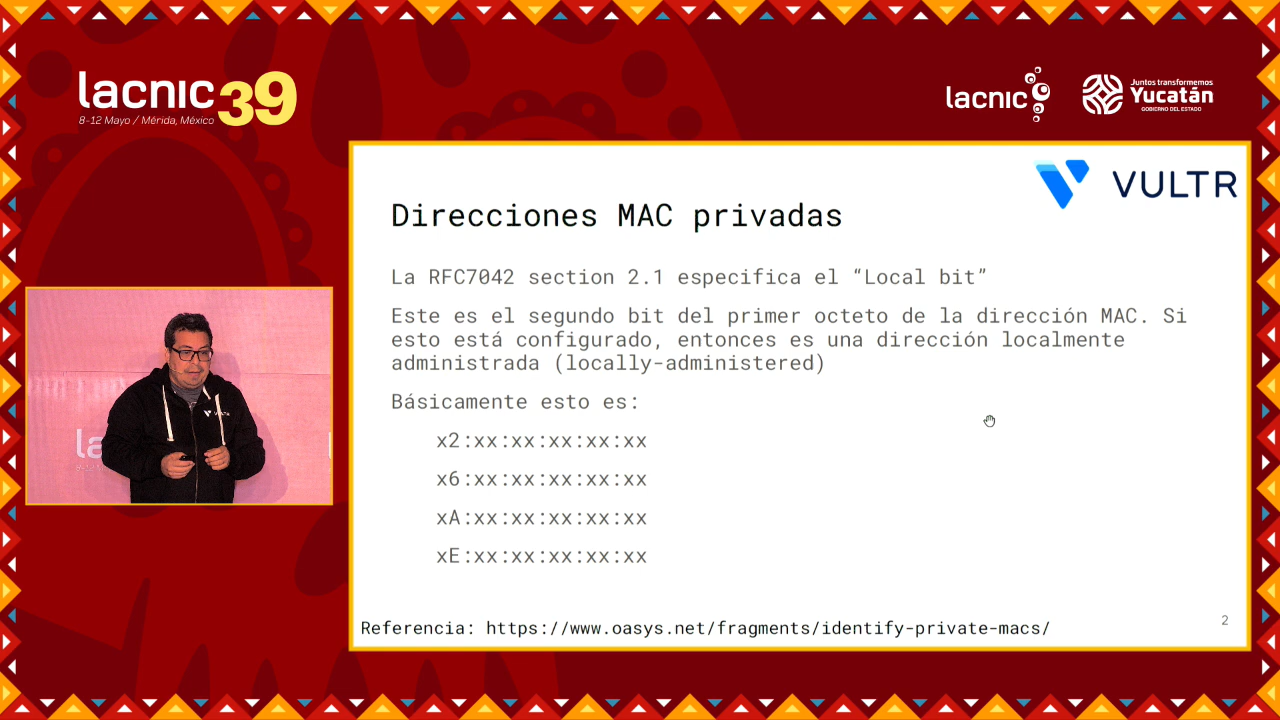 lacnic39
8-12 Mayo / Mérida, México
lacnic
Juntos transformemos
Yucatán
GOBIERNO DEL ESTADO
VULTR
Direcciones MAC privadas
La RFC7042 section 2.1 especifica el “Local bit”
Este es el segundo bit del primer octeto de la dirección MAC. Si
esto está configurado, entonces es una dirección localmente
administrada (locally-administered)
Básicamente esto es:
x2:xx:xx:xx:xx:xx
x6:xx:xx:xx:xx:xx
xA:xx:xx:xx:xx:xx
xE:xx:xx:xx:xx:xx
Referencia: https://www.oasys.net/fragments/identify-private-macs/
2
VULTR
la